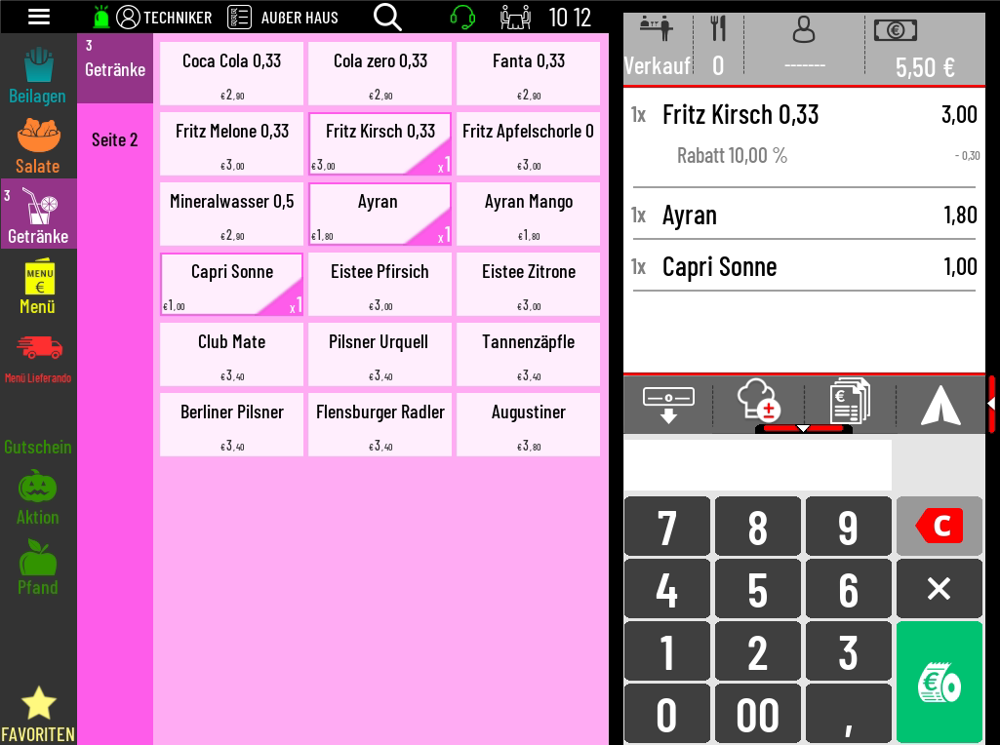 TECHNIKER
AUßER HAUS
10 12
Beilagen
Salate
3
Getränke
MENU
€
Menü
Menü Lieferando
Gutschein
Aktion
Pfand
FAVORITEN
3
Getränke
Seite 2
Coca Cola 0,33
€2,90
Cola zero 0,33
€2,90
Fanta 0,33
€2,90
Fritz Melone 0,33
€3,00
Fritz Kirsch 0,33
€3,00
x1
Fritz Apfelschorle 0
€3,00
Mineralwasser 0,5
€2,90
Ayran
€1,80
x1
Ayran Mango
€1,80
Capri Sonne
€1,00
x1
Eistee Pfirsich
€3,00
Eistee Zitrone
€3,00
Club Mate
€3,40
Pilsner Urquell
€3,40
Tannenzäpfle
€3,40
Berliner Pilsner
€3,40
Flensburger Radler
€3,40
Augustiner
€3,80
Verkauf
0
-------
€
5,50 €
1x Fritz Kirsch 0,33 3,00
Rabatt 10,00 % - 0,30
1x Ayran 1,80
1x Capri Sonne 1,00
€
7 8 9 C
4 5 6 ×
1 2 3
€
0 00 ,